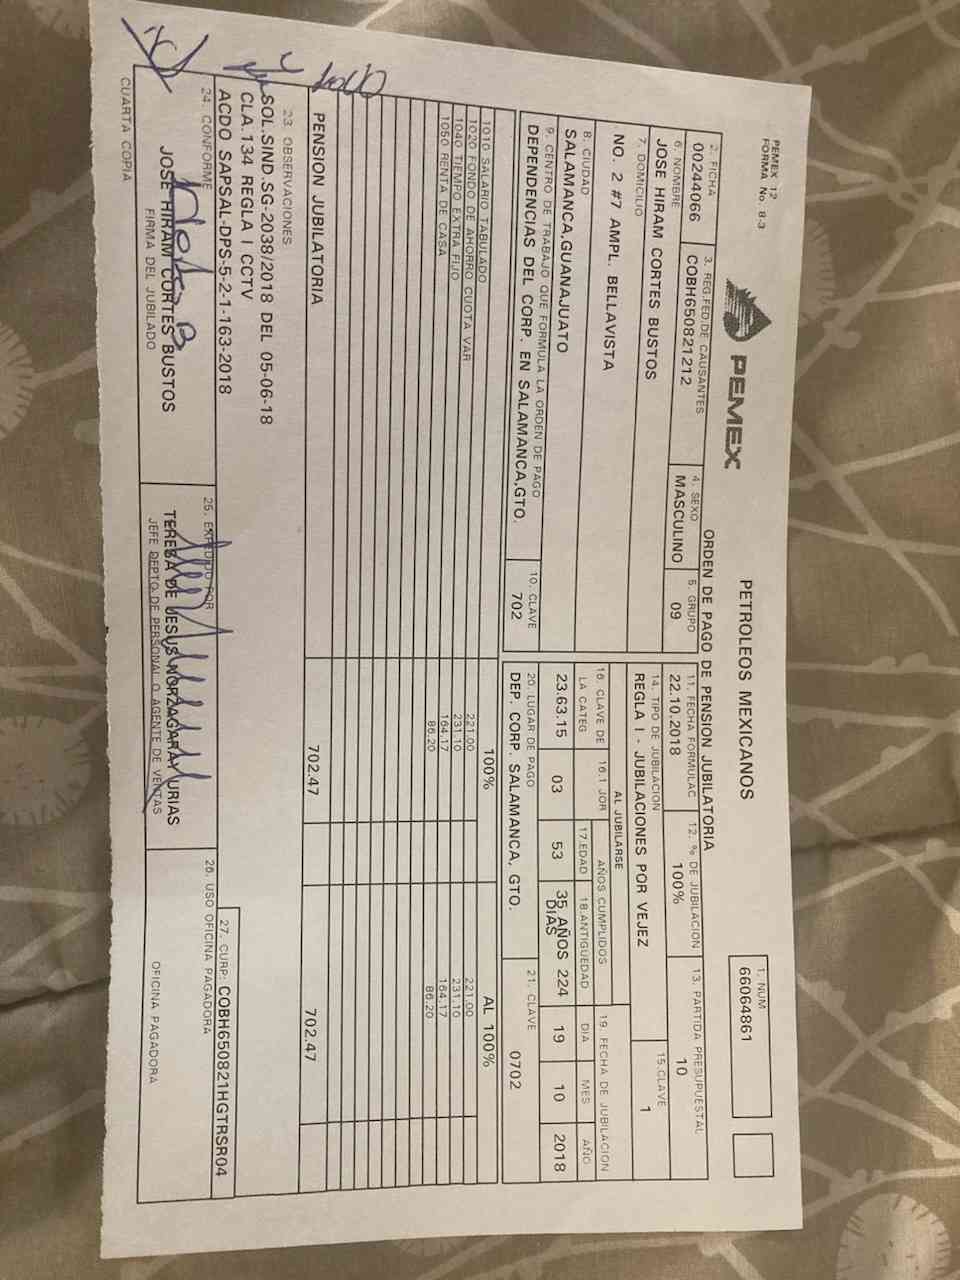 PEMEX 12
FORMA No. 8-3
PEMEX
PETROLEOS MEXICANOS
ORDEN DE PAGO DE PENSION JUBILATORIA
1. NUM
66064861
2. FICHA
00244066
3. REG.FED.DE CAUSANTES
COBH650821212
4. SEXO
MASCULINO
5. GRUPO
09
11. FECHA FORMULAC
22.10.2018
12. % DE JUBILACION
100%
13. PARTIDA PRESUPUESTAL
10
6. NOMBRE
JOSE HIRAM CORTES BUSTOS
14. TIPO DE JUBILACION
REGLA I - JUBILACIONES POR VEJEZ
15.CLAVE
1
7. DOMICILIO
NO. 2 #7 AMPL. BELLAVISTA
AL JUBILARSE
16. CLAVE DE
LA CATEG
23.63.15
16.1 JOR
03
AÑOS CUMPLIDOS
17.EDAD
53
18.ANTIGUEDAD
35 AÑOS 224
DIAS
19. FECHA DE JUBILACION
DIA MES AÑO
19 10 2018
8. CIUDAD
SALAMANCA,GUANAJUATO
9. CENTRO DE TRABAJO QUE FORMULA LA ORDEN DE PAGO
DEPENDENCIAS DEL CORP. EN SALAMANCA,GTO.
10. CLAVE
702
20. LUGAR DE PAGO
DEP. CORP. SALAMANCA, GTO.
21. CLAVE
0702
100% AL 100%
1010 SALARIO TABULADO 221.00 221.00
1020 FONDO DE AHORRO CUOTA VAR 231.10 231.10
1040 TIEMPO EXTRA FIJO 164.17 164.17
1050 RENTA DE CASA 86.20 86.20
PENSION JUBILATORIA 702.47 702.47
23. OBSERVACIONES
SOL.SIND.SG-2038/2018 DEL 05-06-18
CLA.134 REGLA I CCTV
ACDO SAPSAL-DPS-5-2-1-163-2018
27. CURP: COBH650821HGTRSR04
24. CONFORME
JOSE HIRAM CORTES BUSTOS
FIRMA DEL JUBILADO
25. EXPEDIDO POR
TERESA DE JESUS NORZAGARAY URIAS
JEFE DEPTO DE PERSONAL O AGENTE DE VENTAS
26. USO OFICINA PAGADORA
OFICINA PAGADORA
CUARTA COPIA